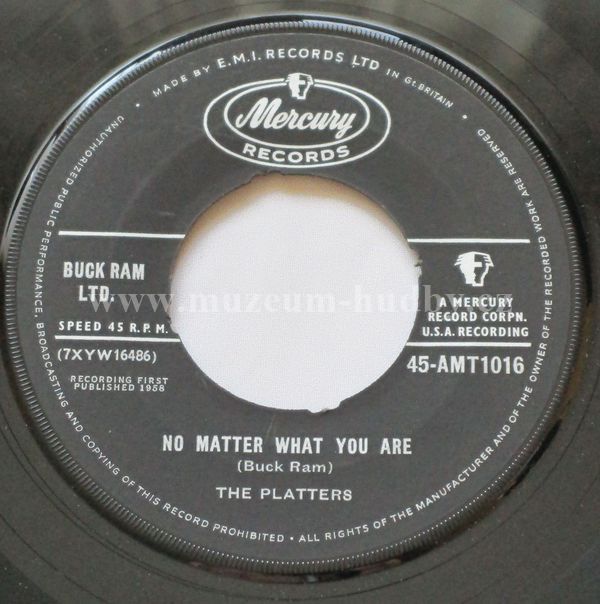 MADE BY E.M.I. RECORDS LTD IN GT. BRITAIN •
Mercury
RECORDS
BUCK RAM
LTD.
SPEED 45 R.P.M.
(7XYW16486)
RECORDING FIRST
PUBLISHED 1958
A MERCURY
RECORD CORPN.
U.S.A. RECORDING
45-AMT1016
www.muzeum-hudby.cz
NO MATTER WHAT YOU ARE
(Buck Ram)
THE PLATTERS
UNAUTHORIZED PUBLIC PERFORMANCE, BROADCASTING AND COPYING OF THIS RECORD PROHIBITED • ALL RIGHTS OF THE MANUFACTURER AND OF THE OWNER OF THE RECORDED WORK ARE RESERVED •